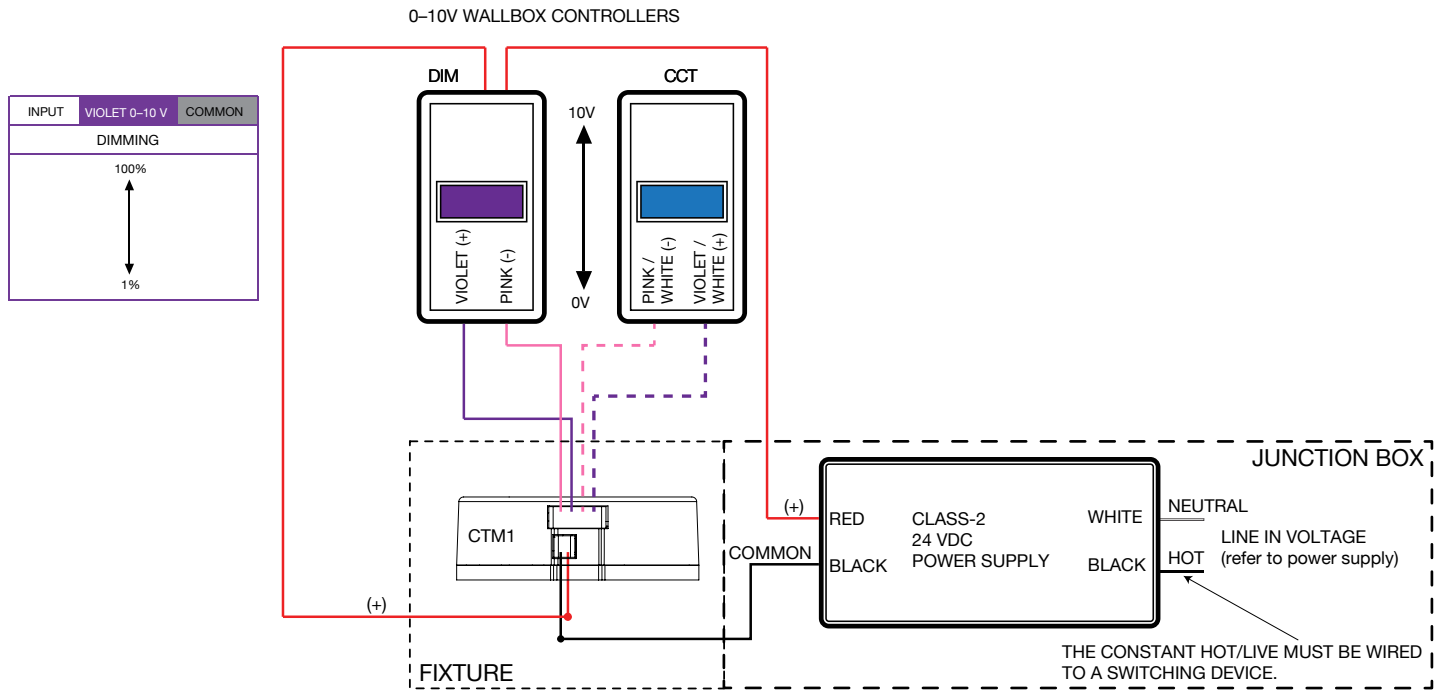 0–10V WALLBOX CONTROLLERS
INPUT
VIOLET 0–10 V
COMMON
DIMMING
100%
1%
DIM
VIOLET (+)
PINK (-)
10V
0V
CCT
PINK /
WHITE (-)
VIOLET /
WHITE (+)
CTM1
(+)
FIXTURE
JUNCTION BOX
(+)
COMMON
RED
BLACK
CLASS-2
24 VDC
POWER SUPPLY
WHITE
BLACK
NEUTRAL
HOT
LINE IN VOLTAGE
(refer to power supply)
THE CONSTANT HOT/LIVE MUST BE WIRED
TO A SWITCHING DEVICE.